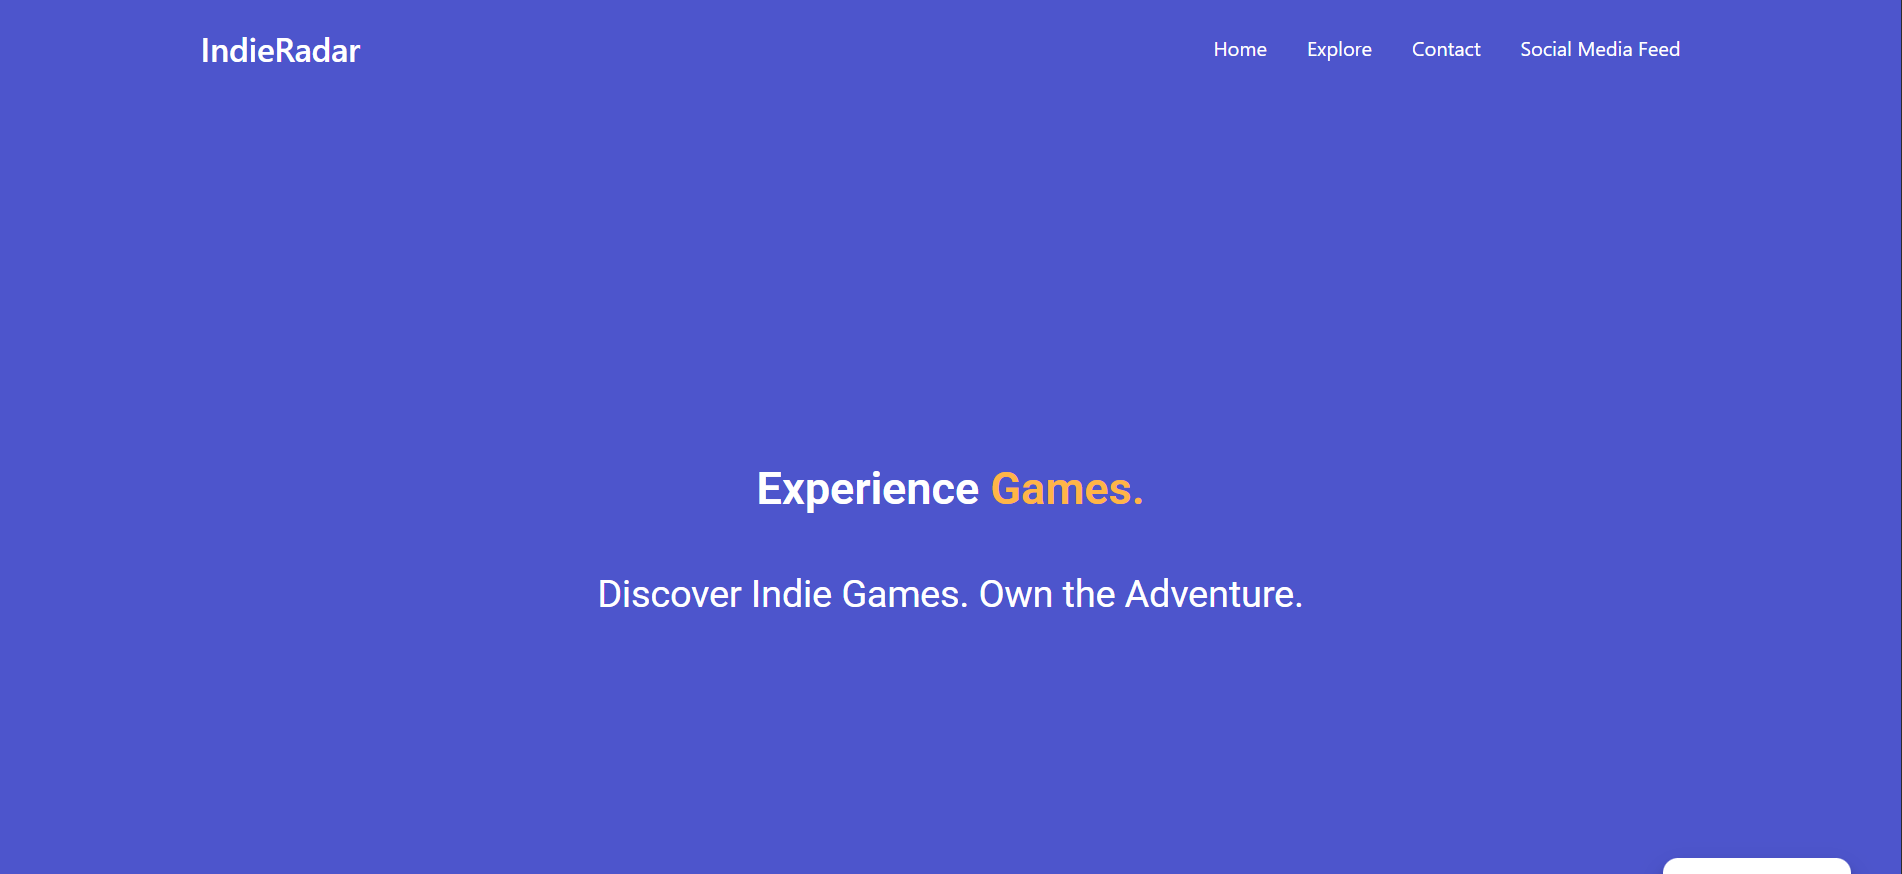 IndieRadar
Home Explore Contact Social Media Feed
Experience Games.
Discover Indie Games. Own the Adventure.